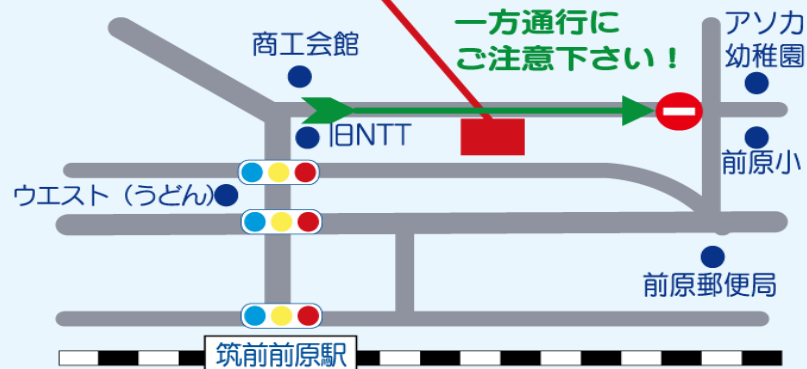 一方通行に
ご注意下さい！
アソカ
幼稚園
商工会館
旧NTT
前原小
ウエスト（うどん）
前原郵便局
筑前前原駅